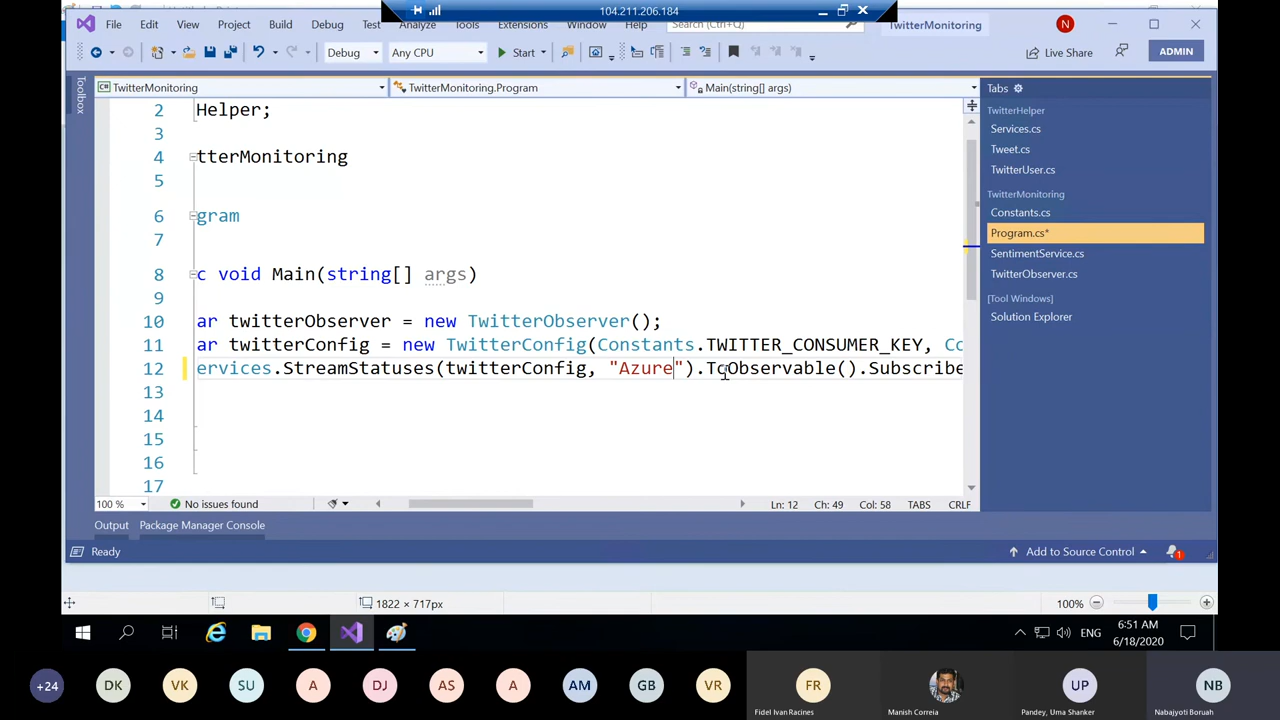 104.211.206.184
File Edit View Project Build Debug Test Analyze Tools Extensions Window Help Search (Ctrl+Q) TwitterMonitoring N
Debug Any CPU Start Live Share ADMIN
Toolbox
TwitterMonitoring TwitterMonitoring.Program Main(string[] args)
2 Helper;
3
4 tterMonitoring
5
6 gram
7
8 c void Main(string[] args)
9
10 ar twitterObserver = new TwitterObserver();
11 ar twitterConfig = new TwitterConfig(Constants.TWITTER_CONSUMER_KEY, Co
12 ervices.StreamStatuses(twitterConfig, "Azure").ToObservable().Subscribe
13
14
15
16
17
100 % No issues found Ln: 12 Ch: 49 Col: 58 TABS CRLF
Tabs
TwitterHelper
Services.cs
Tweet.cs
TwitterUser.cs
TwitterMonitoring
Constants.cs
Program.cs*
SentimentService.cs
TwitterObserver.cs
[Tool Windows]
Solution Explorer
Output Package Manager Console
Ready Add to Source Control 1
1822 × 717px 100%
ENG 6:51 AM
6/18/2020
+24 DK VK SU A DJ AS A AM GB VR FR UP NB
Fidel Ivan Racines Manish Correia Pandey, Uma Shanker Nabajyoti Boruah